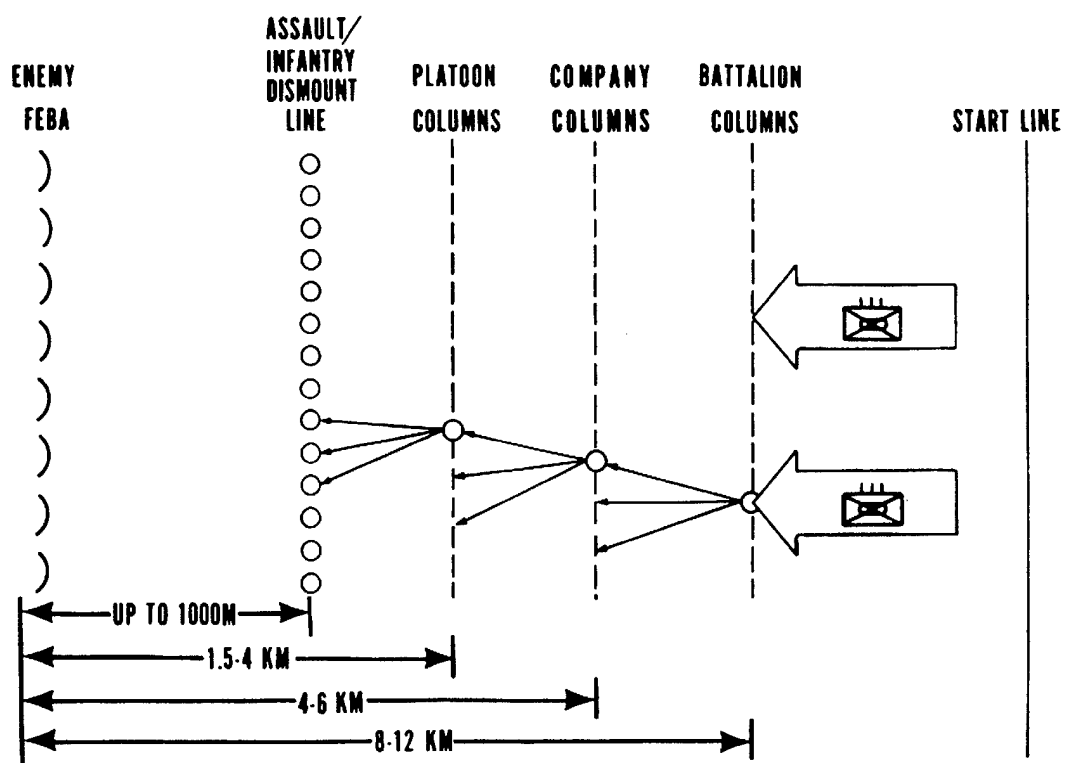 ENEMY
FEBA
ASSAULT/
INFANTRY
DISMOUNT
LINE
PLATOON
COLUMNS
COMPANY
COLUMNS
BATTALION
COLUMNS
START LINE
UP TO 1000M
1.5-4 KM
4-6 KM
8-12 KM